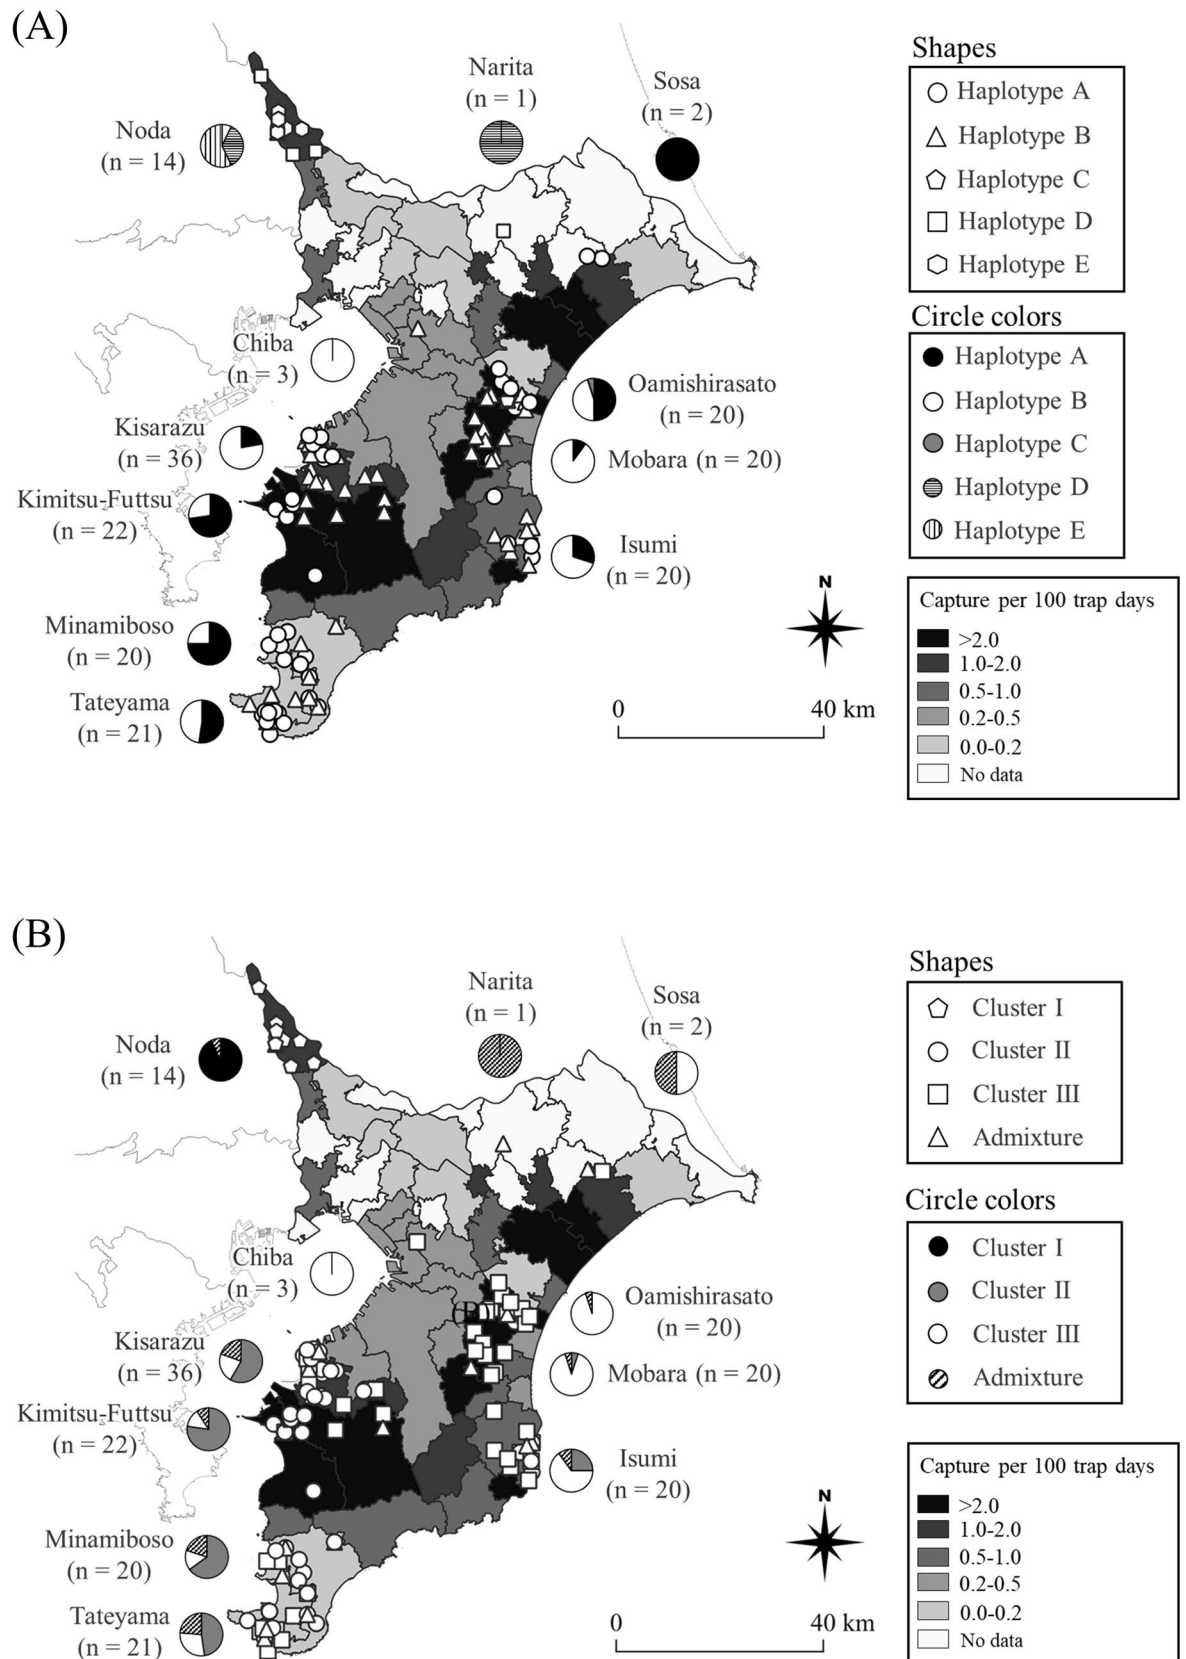 (A)
Narita
(n = 1)
Sosa
(n = 2)
Noda
(n = 14)
Chiba
(n = 3)
Kisarazu
(n = 36)
Kimitsu-Futtsu
(n = 22)
Minamiboso
(n = 20)
Tateyama
(n = 21)
Oamishirasato
(n = 20)
Mobara (n = 20)
Isumi
(n = 20)
N
0 40 km
Shapes
Haplotype A
Haplotype B
Haplotype C
Haplotype D
Haplotype E
Circle colors
Haplotype A
Haplotype B
Haplotype C
Haplotype D
Haplotype E
Capture per 100 trap days
>2.0
1.0-2.0
0.5-1.0
0.2-0.5
0.0-0.2
No data
(B)
Narita
(n = 1)
Sosa
(n = 2)
Noda
(n = 14)
Chiba
(n = 3)
Kisarazu
(n = 36)
Kimitsu-Futtsu
(n = 22)
Minamiboso
(n = 20)
Tateyama
(n = 21)
Oamishirasato
(n = 20)
Mobara (n = 20)
Isumi
(n = 20)
N
0 40 km
Shapes
Cluster I
Cluster II
Cluster III
Admixture
Circle colors
Cluster I
Cluster II
Cluster III
Admixture
Capture per 100 trap days
>2.0
1.0-2.0
0.5-1.0
0.2-0.5
0.0-0.2
No data